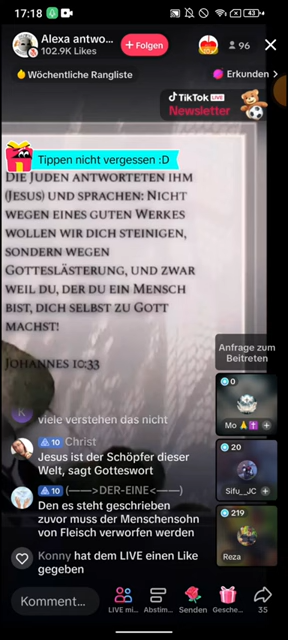 17:18
43
Alexa antwo...
102.9K Likes
+ Folgen
96
Wöchentliche Rangliste
Erkunden >
TikTok LIVE
Newsletter
Tippen nicht vergessen :D
DIE JUDEN ANTWORTETEN IHM
(JESUS) UND SPRACHEN: NICHT
WEGEN EINES GUTEN WERKES
WOLLEN WIR DICH STEINIGEN,
SONDERN WEGEN
GOTTESLÄSTERUNG, UND ZWAR
WEIL DU, DER DU EIN MENSCH
BIST, DICH SELBST ZU GOTT
MACHST!
JOHANNES 10:33
Anfrage zum
Beitreten
0
Mo
20
Sifu__JC
219
Reza
K
viele verstehen das nicht
10 Christ
Jesus ist der Schöpfer dieser
Welt, sagt Gotteswort
10 (——>DER-EINE<——)
Den es steht geschrieben
zuvor muss der Menschensohn
von Fleisch verworfen werden
Konny hat dem LIVE einen Like
gegeben
Komment...
LIVE mi...
Abstim...
Senden
Gesche...
35